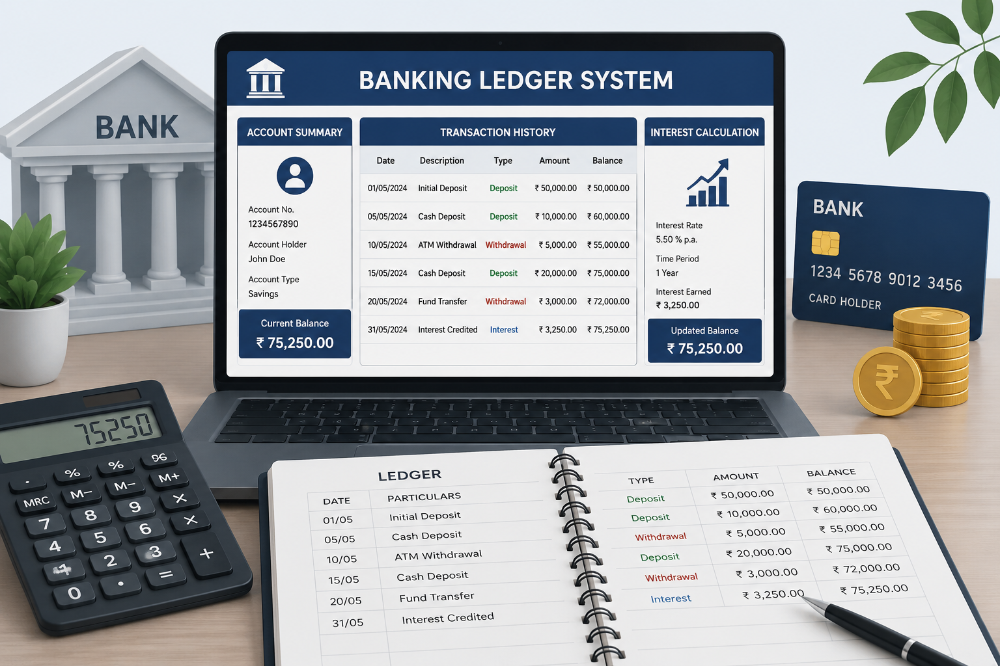 BANK
BANKING LEDGER SYSTEM
ACCOUNT SUMMARY
Account No.
1234567890
Account Holder
John Doe
Account Type
Savings
Current Balance
₹ 75,250.00
TRANSACTION HISTORY
Date Description Type Amount Balance
01/05/2024 Initial Deposit Deposit ₹ 50,000.00 ₹ 50,000.00
05/05/2024 Cash Deposit Deposit ₹ 10,000.00 ₹ 60,000.00
10/05/2024 ATM Withdrawal Withdrawal ₹ 5,000.00 ₹ 55,000.00
15/05/2024 Cash Deposit Deposit ₹ 20,000.00 ₹ 75,000.00
20/05/2024 Fund Transfer Withdrawal ₹ 3,000.00 ₹ 72,000.00
31/05/2024 Interest Credited Interest ₹ 3,250.00 ₹ 75,250.00
INTEREST CALCULATION
Interest Rate
5.50 % p.a.
Time Period
1 Year
Interest Earned
₹ 3,250.00
Updated Balance
₹ 75,250.00
BANK
1234 5678 9012 3456
CARD HOLDER
₹
75250
. % %
MRC M− M− M+
7 8 9 ×
4 5 6 ×
2 3 +
0 . =
LEDGER
DATE PARTICULARS TYPE AMOUNT BALANCE
01/05 Initial Deposit Deposit ₹ 50,000.00 ₹ 50,000.00
05/05 Cash Deposit Deposit ₹ 10,000.00 ₹ 60,000.00
10/05 ATM Withdrawal Withdrawal ₹ 5,000.00 ₹ 55,000.00
15/05 Cash Deposit Deposit ₹ 20,000.00 ₹ 75,000.00
20/05 Fund Transfer Withdrawal ₹ 3,000.00 ₹ 72,000.00
31/05 Interest Credited Interest ₹ 3,250.00 ₹ 75,250.00